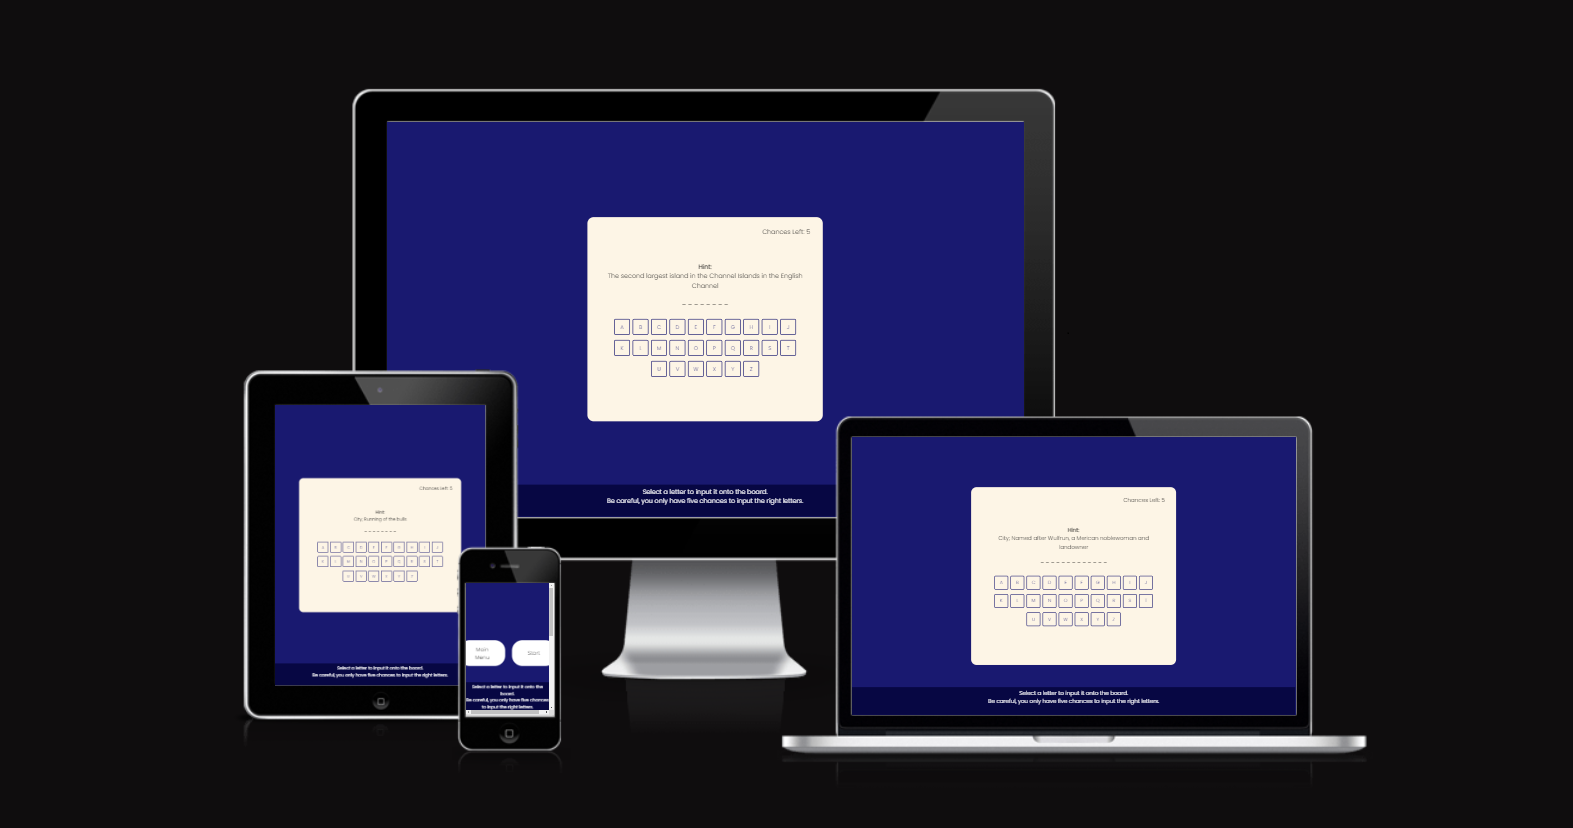 Chances Left: 5
Hint:
The second largest island in the Channel Islands in the English
Channel
_ _ _ _ _ _ _ _
A B C D E F G H I J
K L M N O P Q R S T
U V W X Y Z
Select a letter to input it onto the board.
Be careful, you only have five chances to input the right letters.
Chances Left: 5
Hint:
City; Running of the bulls
A B C D E F G H I J
K L M N O P Q R S T
U V W X Y Z
Select a letter to input it onto the board.
Be careful, you only have five chances to input the right letters.
Main
Menu
Start
Select a letter to input it onto the
board.
Be careful, you only have five chances
to input the right letters.
Chances Left: 5
Hint:
City; Named after Wulfrun, a Mercian noblewoman and
landowner
A B C D E F G H I J
K L M N O P Q R S T
U V W X Y Z
Select a letter to input it onto the board.
Be careful, you only have five chances to input the right letters.